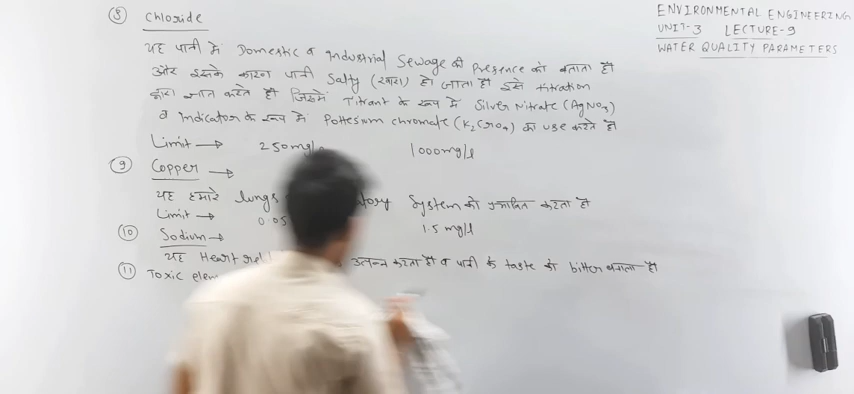 ENVIRONMENTAL ENGINEERING
UNIT-3 LECTURE-9
WATER QUALITY PARAMETERS
⑧ Chloride
यह पानी में Domestic व Industrial Sewage की Presence को बताता है
और इसके कारण पानी Salty (खारा) हो जाता है। इसे titration
द्वारा ज्ञात करते है जिसमें Titrant के रूप में Silver Nitrate (AgNO3)
व Indicator के रूप में Pottesium chromate (K2CrO4) का use करते है
Limit → 250 mg/ 1000 mg/l
⑨ Copper →
यह हमारे lungs System को प्रभावित करता है
Limit → 0.05 1.5 mg/l
⑩ Sodium →
यह Heart उत्पन्न करता है व पानी के taste को bitter बनाता है
⑪ Toxic